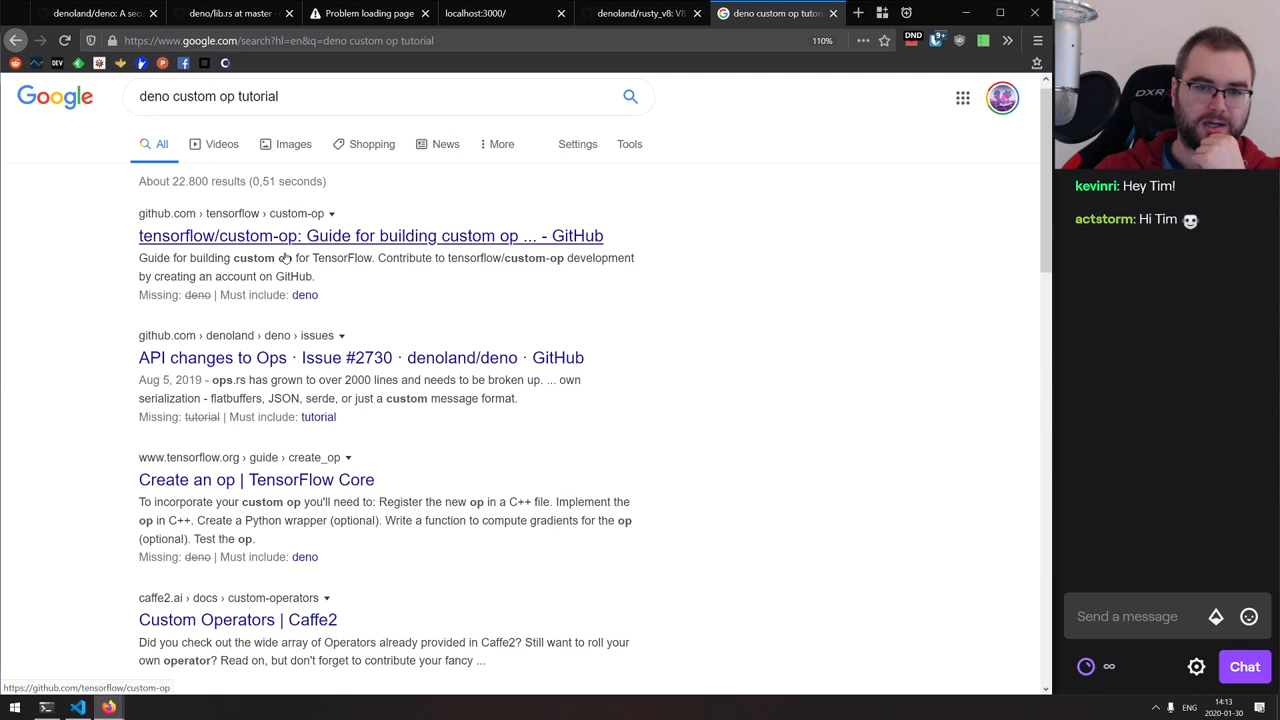 denoland/deno: A sec
deno/lib.rs at master
Problem loading page
localhost:3000/
denoland/rusty_v8: V8
deno custom op tutori
https://www.google.com/search?hl=en&q=deno custom op tutorial
110%
DND
9+
DEV
Google
deno custom op tutorial
All
Videos
Images
Shopping
News
More
Settings
Tools
About 22.800 results (0,51 seconds)
github.com › tensorflow › custom-op
tensorflow/custom-op: Guide for building custom op ... - GitHub
Guide for building custom op for TensorFlow. Contribute to tensorflow/custom-op development
by creating an account on GitHub.
Missing: deno | Must include: deno
github.com › denoland › deno › issues
API changes to Ops · Issue #2730 · denoland/deno · GitHub
Aug 5, 2019 - ops.rs has grown to over 2000 lines and needs to be broken up. ... own
serialization - flatbuffers, JSON, serde, or just a custom message format.
Missing: tutorial | Must include: tutorial
www.tensorflow.org › guide › create_op
Create an op | TensorFlow Core
To incorporate your custom op you'll need to: Register the new op in a C++ file. Implement the
op in C++. Create a Python wrapper (optional). Write a function to compute gradients for the op
(optional). Test the op.
Missing: deno | Must include: deno
caffe2.ai › docs › custom-operators
Custom Operators | Caffe2
Did you check out the wide array of Operators already provided in Caffe2? Still want to roll your
own operator? Read on, but don't forget to contribute your fancy ...
https://github.com/tensorflow/custom-op
DXR
kevinri: Hey Tim!
actstorm: Hi Tim
Send a message
∞
Chat
ENG
14:13
2020-01-30